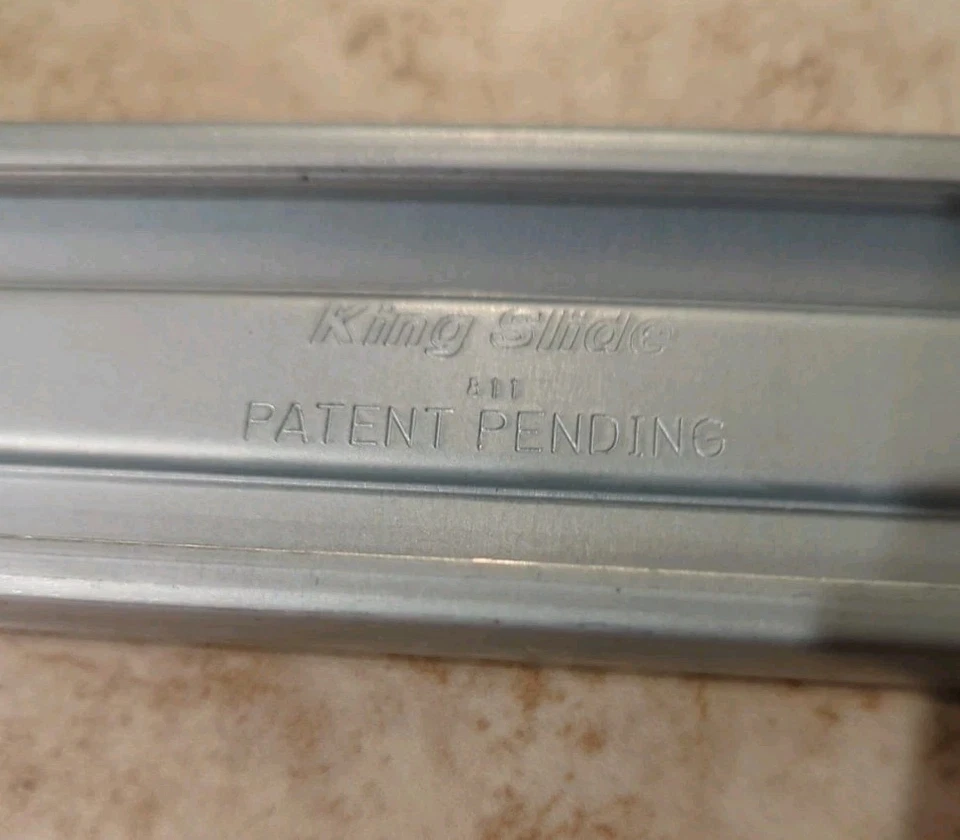 King Slide
PATENT PENDING